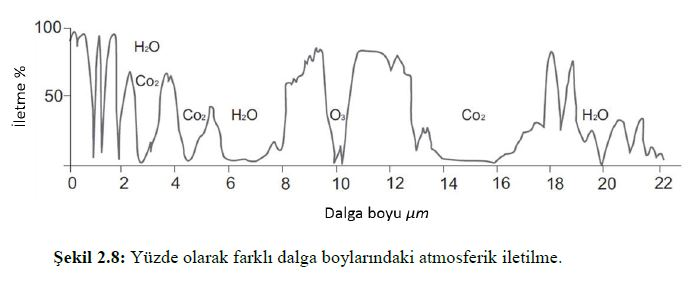 100
50
İletme %
H₂O
Co₂
Co₂
H₂O
O₃
Co₂
H₂O
0 2 4 6 8 10 12 14 16 18 20 22
Dalga boyu μm
Şekil 2.8: Yüzde olarak farklı dalga boylarındaki atmosferik iletilme.